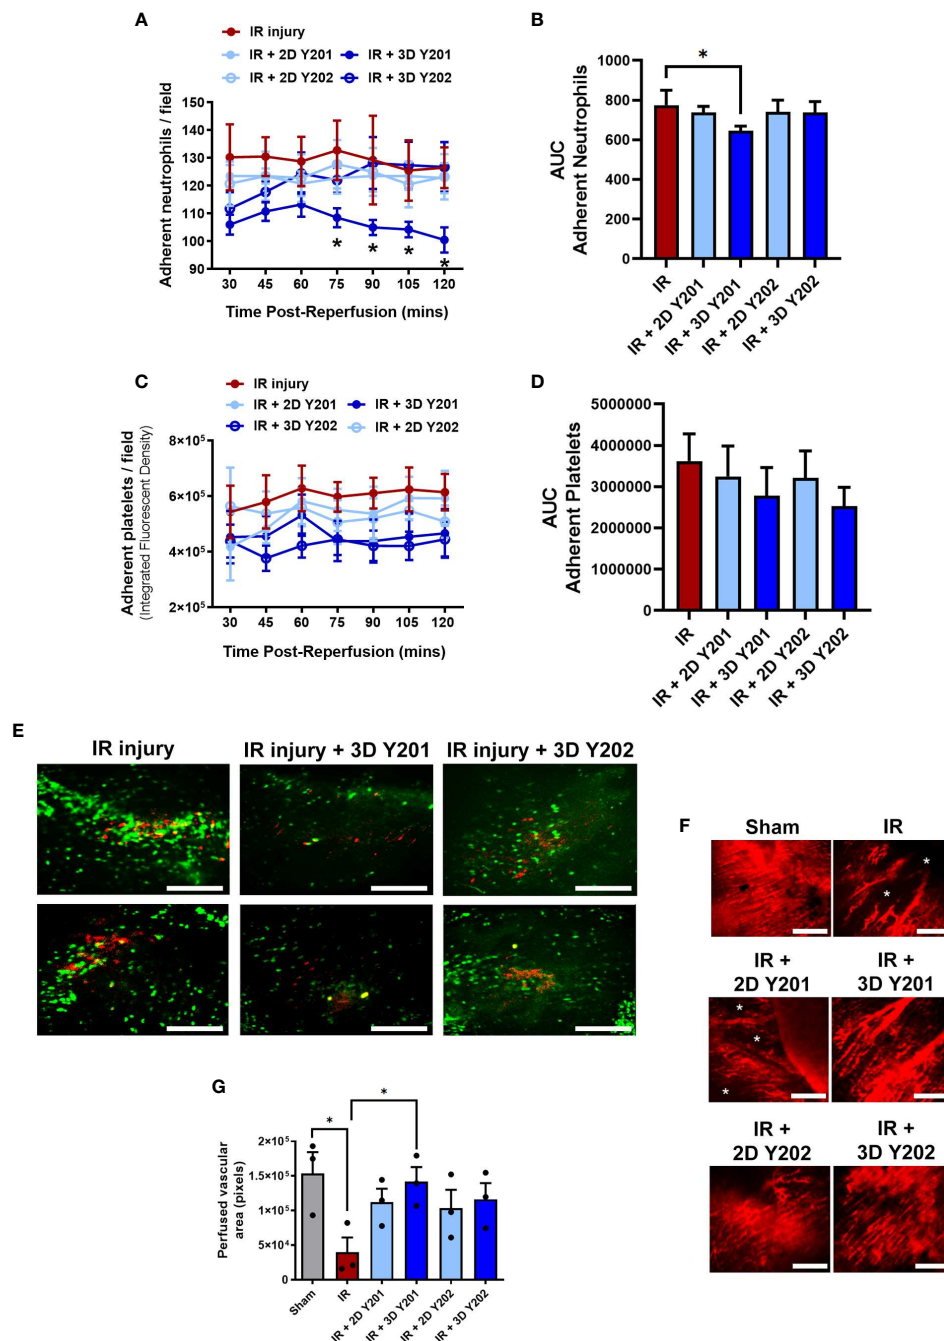 A
IR injury
IR + 2D Y201
IR + 3D Y201
IR + 2D Y202
IR + 3D Y202
Adherent neutrophils / field
150
140
130
120
110
100
90
* * * *
30 45 60 75 90 105 120
Time Post-Reperfusion (mins)
B
*
AUC
Adherent Neutrophils
1000
800
600
400
200
0
IR
IR + 2D Y201
IR + 3D Y201
IR + 2D Y202
IR + 3D Y202
C
IR injury
IR + 2D Y201
IR + 3D Y201
IR + 3D Y202
IR + 2D Y202
Adherent platelets / field
(Integrated Fluorescent Density)
8×10⁵
6×10⁵
4×10⁵
2×10⁵
30 45 60 75 90 105 120
Time Post-Reperfusion (mins)
D
AUC
Adherent Platelets
5000000
4000000
3000000
2000000
1000000
0
IR
IR + 2D Y201
IR + 3D Y201
IR + 2D Y202
IR + 3D Y202
E
IR injury
IR injury + 3D Y201
IR injury + 3D Y202
F
Sham
IR
* *
IR +
2D Y201
IR +
3D Y201
* * *
IR +
2D Y202
IR +
3D Y202
G
* *
Perfused vascular
area (pixels)
2×10⁵
1.5×10⁵
1×10⁵
5×10⁴
0
Sham
IR
IR + 2D Y201
IR + 3D Y201
IR + 2D Y202
IR + 3D Y202